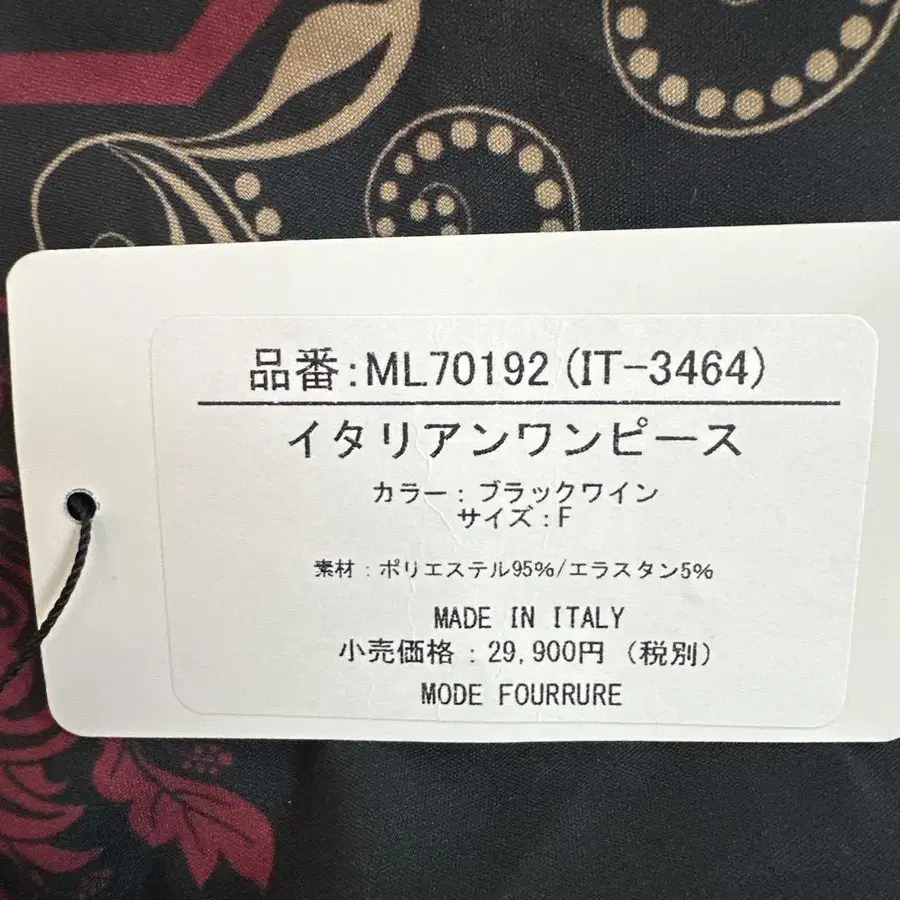 品番:ML70192(IT-3464)
イタリアンワンピース
カラー:ブラックワイン
サイズ:F
素材:ポリエステル95%/エラスタン5%
MADE IN ITALY
小売価格:29,900円 (税別)
MODE FOURRURE